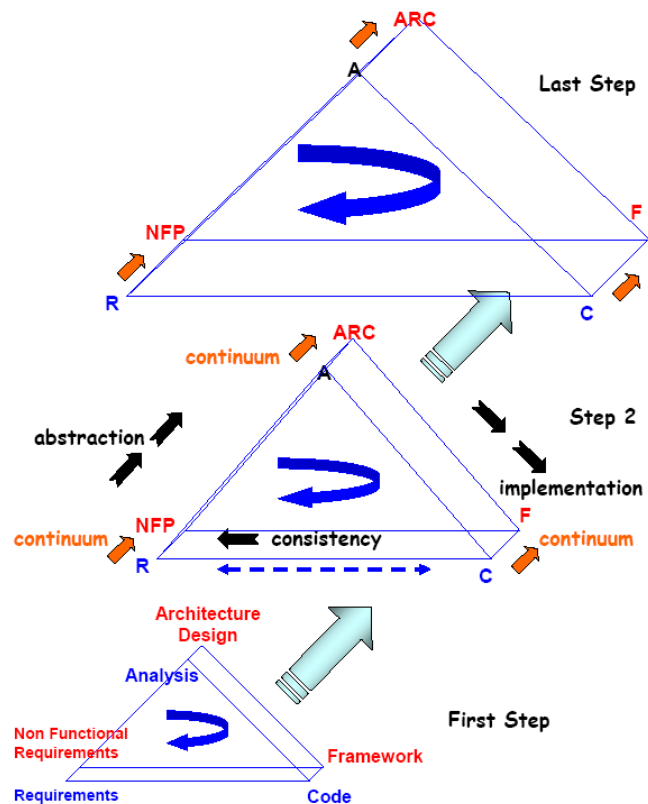 ARC
A
Last Step
F
NFP
R
C
ARC
continuum
A
Step 2
abstraction
implementation
NFP
F
continuum
consistency
continuum
R
C
Architecture
Design
Analysis
First Step
Non Functional
Requirements
Framework
Requirements
Code